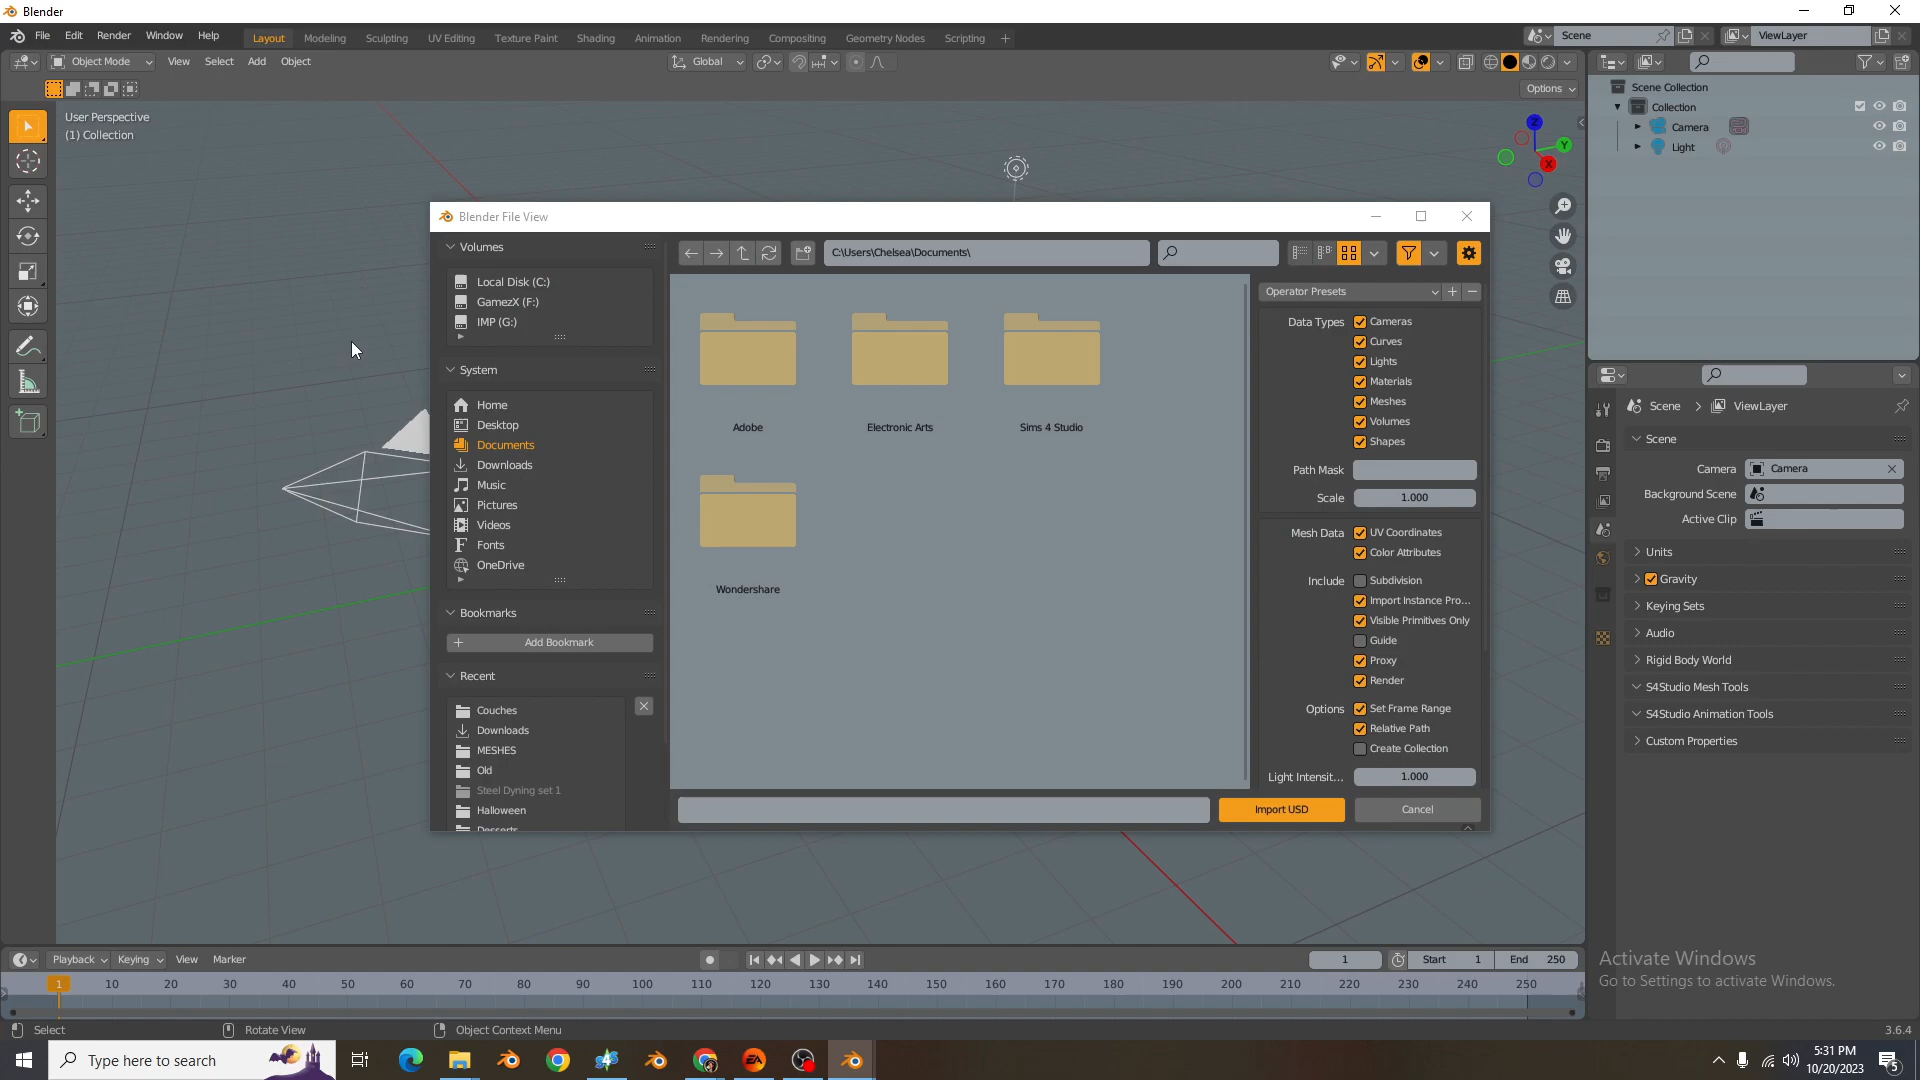 Blender
File Edit Render Window Help
Layout Modeling Sculpting UV Editing Texture Paint Shading Animation Rendering Compositing Geometry Nodes Scripting +
Scene
ViewLayer
Object Mode View Select Add Object
Global
Options
User Perspective
(1) Collection
Z
Y
X
Scene Collection
Collection
Camera
Light
Blender File View
Volumes
Local Disk (C:)
GamezX (F:)
IMP (G:)
System
Home
Desktop
Documents
Downloads
Music
Pictures
Videos
Fonts
OneDrive
Bookmarks
Add Bookmark
Recent
Couches
Downloads
MESHES
Old
Steel Dyning set 1
Halloween
Desserts
C:\Users\Chelsea\Documents\
Adobe
Electronic Arts
Sims 4 Studio
Wondershare
Operator Presets
Data Types Cameras
Curves
Lights
Materials
Meshes
Volumes
Shapes
Path Mask
Scale 1.000
Mesh Data UV Coordinates
Color Attributes
Include Subdivision
Import Instance Pro...
Visible Primitives Only
Guide
Proxy
Render
Options Set Frame Range
Relative Path
Create Collection
Light Intensit... 1.000
Import USD
Cancel
Scene > ViewLayer
Scene
Camera Camera
Background Scene
Active Clip
Units
Gravity
Keying Sets
Audio
Rigid Body World
S4Studio Mesh Tools
S4Studio Animation Tools
Custom Properties
Playback Keying View Marker
1
Start 1
End 250
1 10 20 30 40 50 60 70 80 90 100 110 120 130 140 150 160 170 180 190 200 210 220 230 240 250
Select
Rotate View
Object Context Menu
3.6.4
Activate Windows
Go to Settings to activate Windows.
Type here to search
EA
5:31 PM
10/20/2023
5